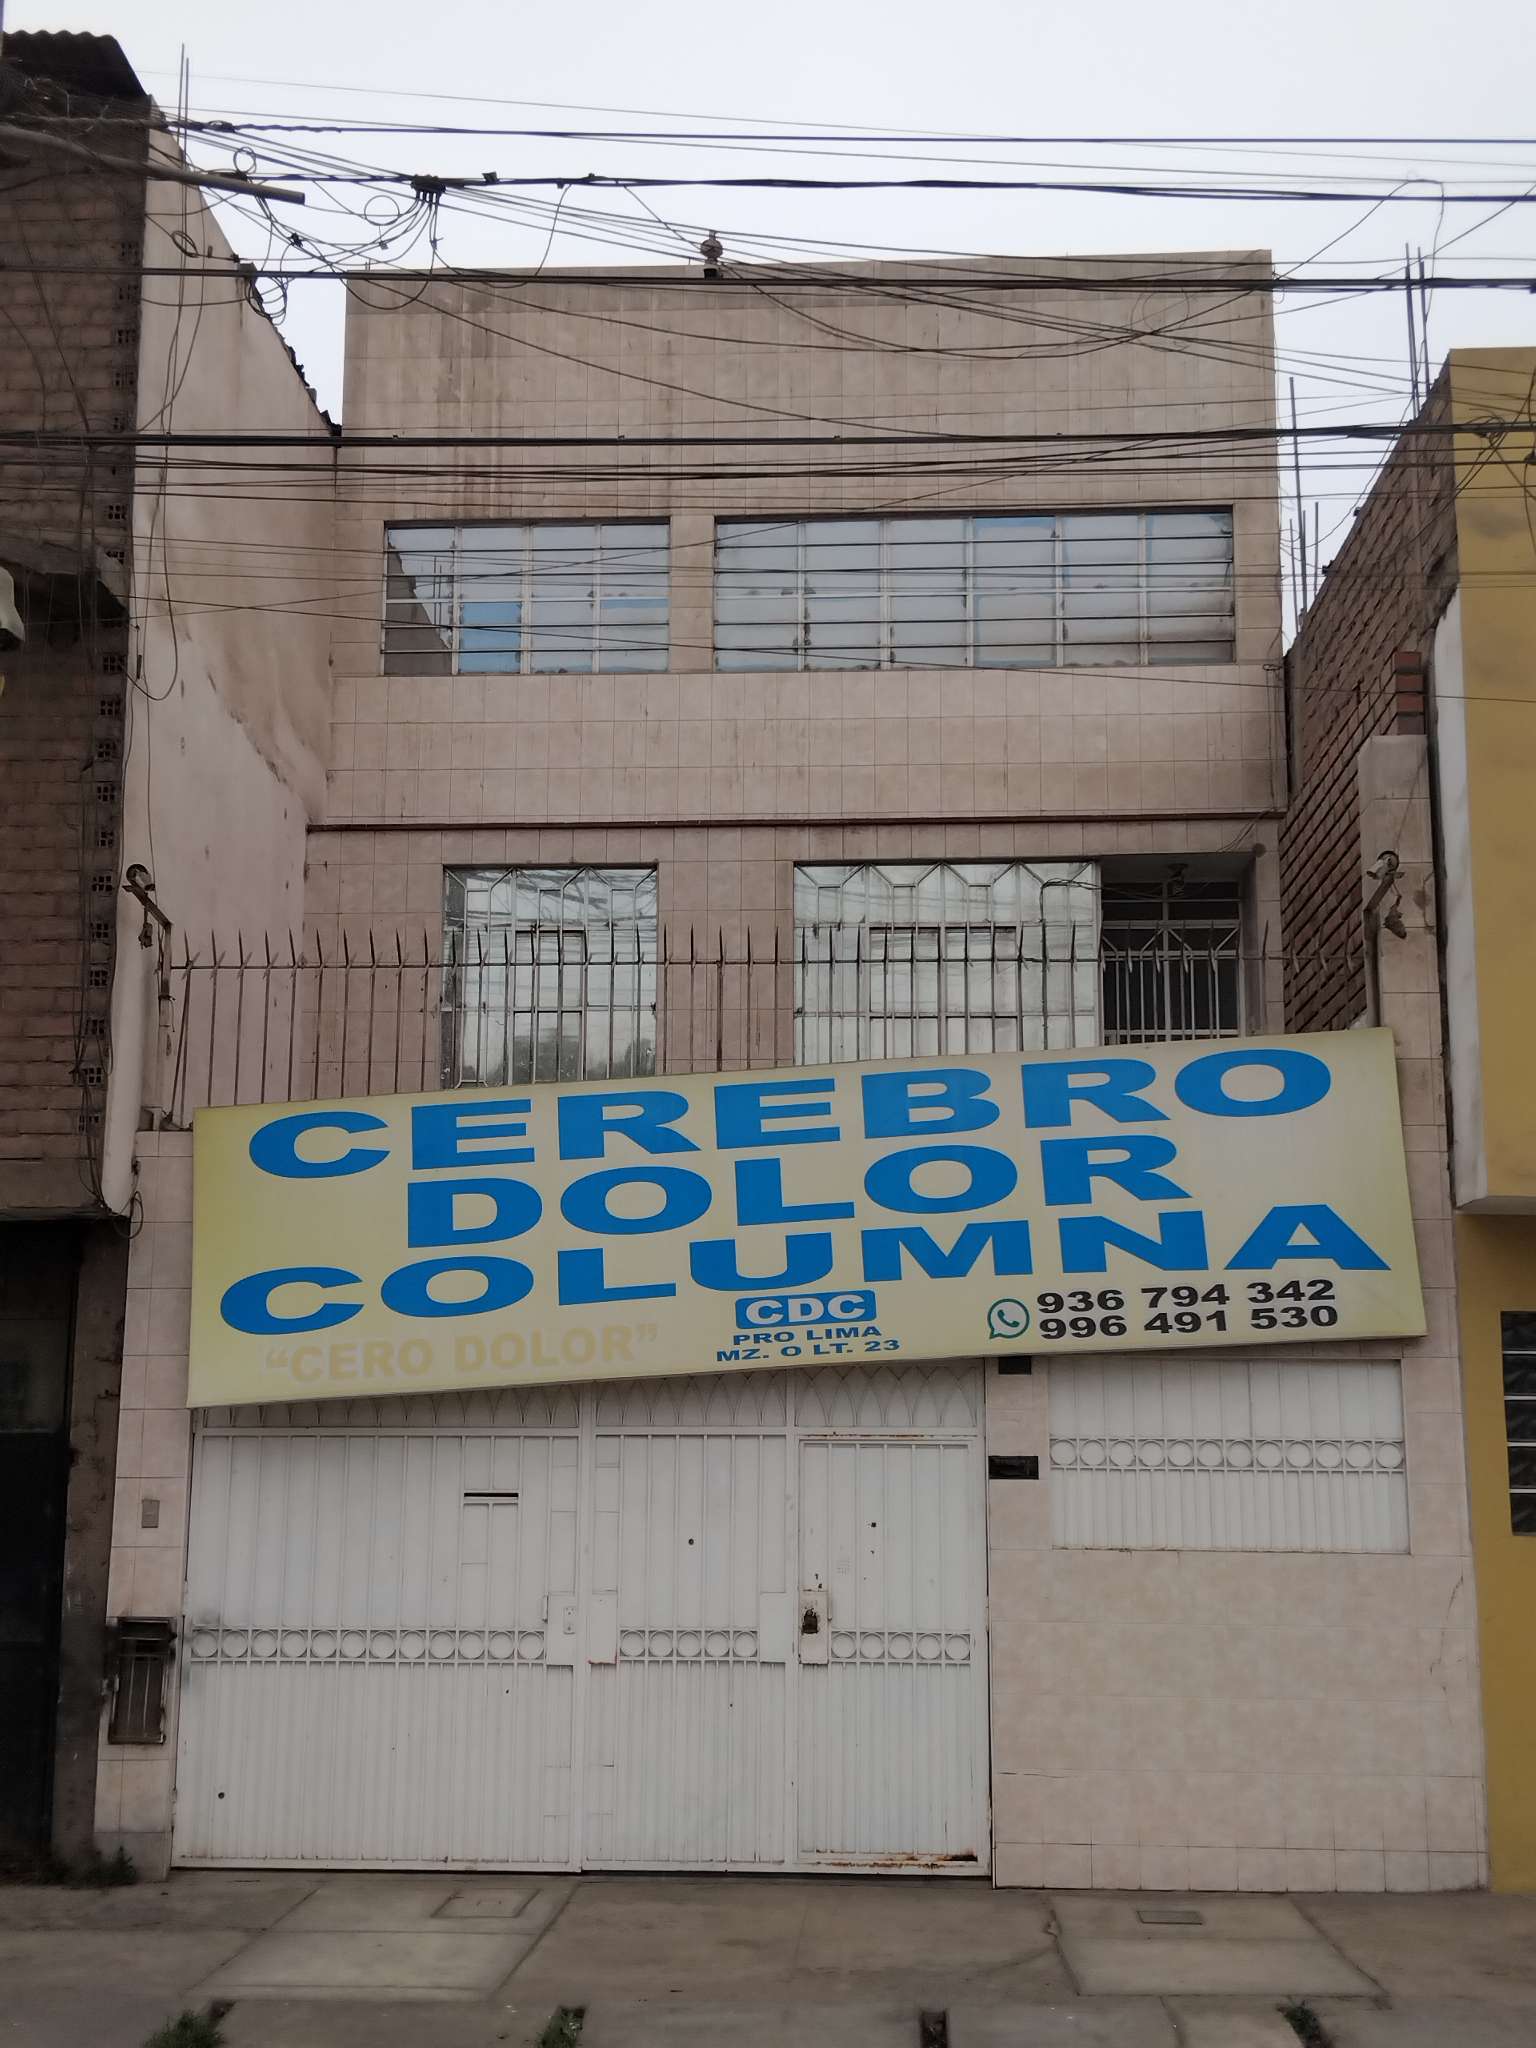 CEREBRO
DOLOR
COLUMNA
"CERO DOLOR"
CDC
PRO LIMA
MZ. O LT. 23
936 794 342
996 491 530